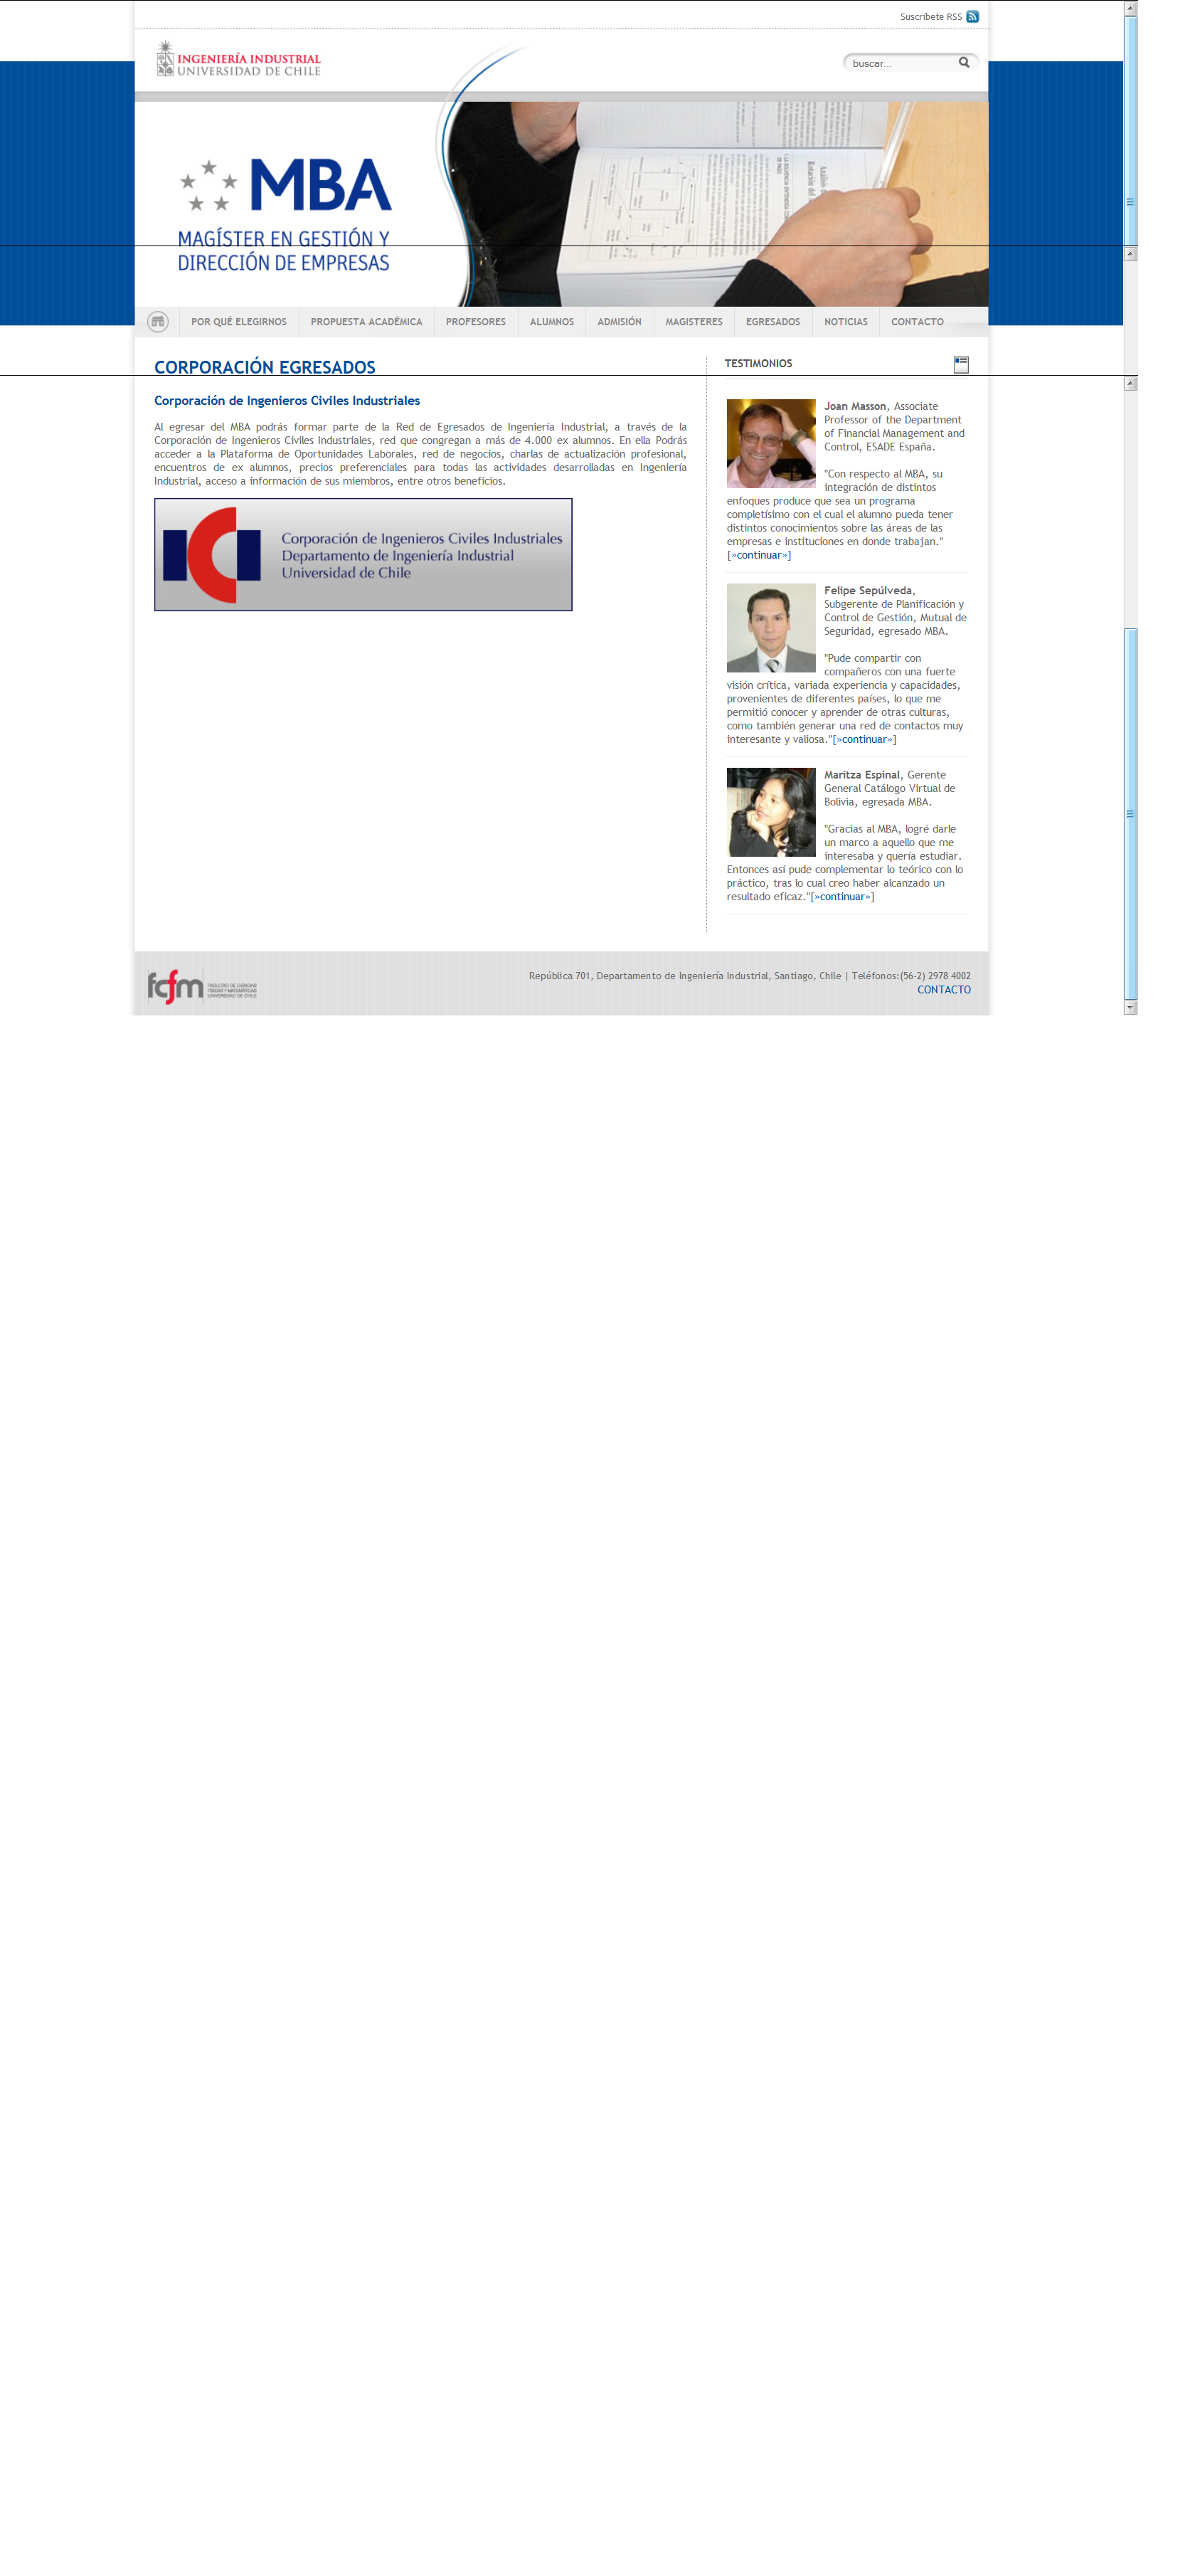 Suscríbete RSS
INGENIERÍA INDUSTRIAL
UNIVERSIDAD DE CHILE
buscar...
MBA
MAGÍSTER EN GESTIÓN Y
DIRECCIÓN DE EMPRESAS
POR QUÉ ELEGIRNOS PROPUESTA ACADÉMICA PROFESORES ALUMNOS ADMISIÓN MAGISTERES EGRESADOS NOTICIAS CONTACTO
CORPORACIÓN EGRESADOS
Corporación de Ingenieros Civiles Industriales
Al egresar del MBA podrás formar parte de la Red de Egresados de Ingeniería Industrial, a través de la
Corporación de Ingenieros Civiles Industriales, red que congregan a más de 4.000 ex alumnos. En ella Podrás
acceder a la Plataforma de Oportunidades Laborales, red de negocios, charlas de actualización profesional,
encuentros de ex alumnos, precios preferenciales para todas las actividades desarrolladas en Ingeniería
Industrial, acceso a información de sus miembros, entre otros beneficios.
Corporación de Ingenieros Civiles Industriales
Departamento de Ingeniería Industrial
Universidad de Chile
TESTIMONIOS
Joan Masson, Associate
Professor of the Department
of Financial Management and
Control, ESADE España.
"Con respecto al MBA, su
integración de distintos
enfoques produce que sea un programa
completísimo con el cual el alumno pueda tener
distintos conocimientos sobre las áreas de las
empresas e instituciones en donde trabajan."
[»continuar»]
Felipe Sepúlveda,
Subgerente de Planificación y
Control de Gestión, Mutual de
Seguridad, egresado MBA.
"Pude compartir con
compañeros con una fuerte
visión crítica, variada experiencia y capacidades,
provenientes de diferentes países, lo que me
permitió conocer y aprender de otras culturas,
como también generar una red de contactos muy
interesante y valiosa."[»continuar»]
Maritza Espinal, Gerente
General Catálogo Virtual de
Bolivia, egresada MBA.
"Gracias al MBA, logré darle
un marco a aquello que me
interesaba y quería estudiar.
Entonces así pude complementar lo teórico con lo
práctico, tras lo cual creo haber alcanzado un
resultado eficaz."[»continuar»]
fcfm
FACULTAD DE CIENCIAS
FÍSICAS Y MATEMÁTICAS
UNIVERSIDAD DE CHILE
República 701, Departamento de Ingeniería Industrial, Santiago, Chile | Teléfonos:(56-2) 2978 4002
CONTACTO